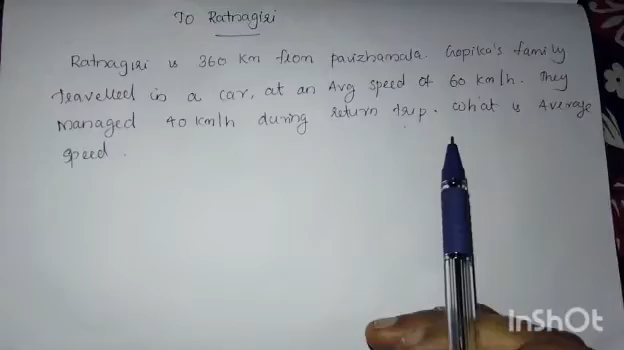 To Ratnagiri
Ratnagiri is 360 km from pavizhamala. Gopika's family
travelled in a car, at an Avg speed of 60 km/h. They
managed 40 km/h during return trip. What is Average
speed.
InShOt